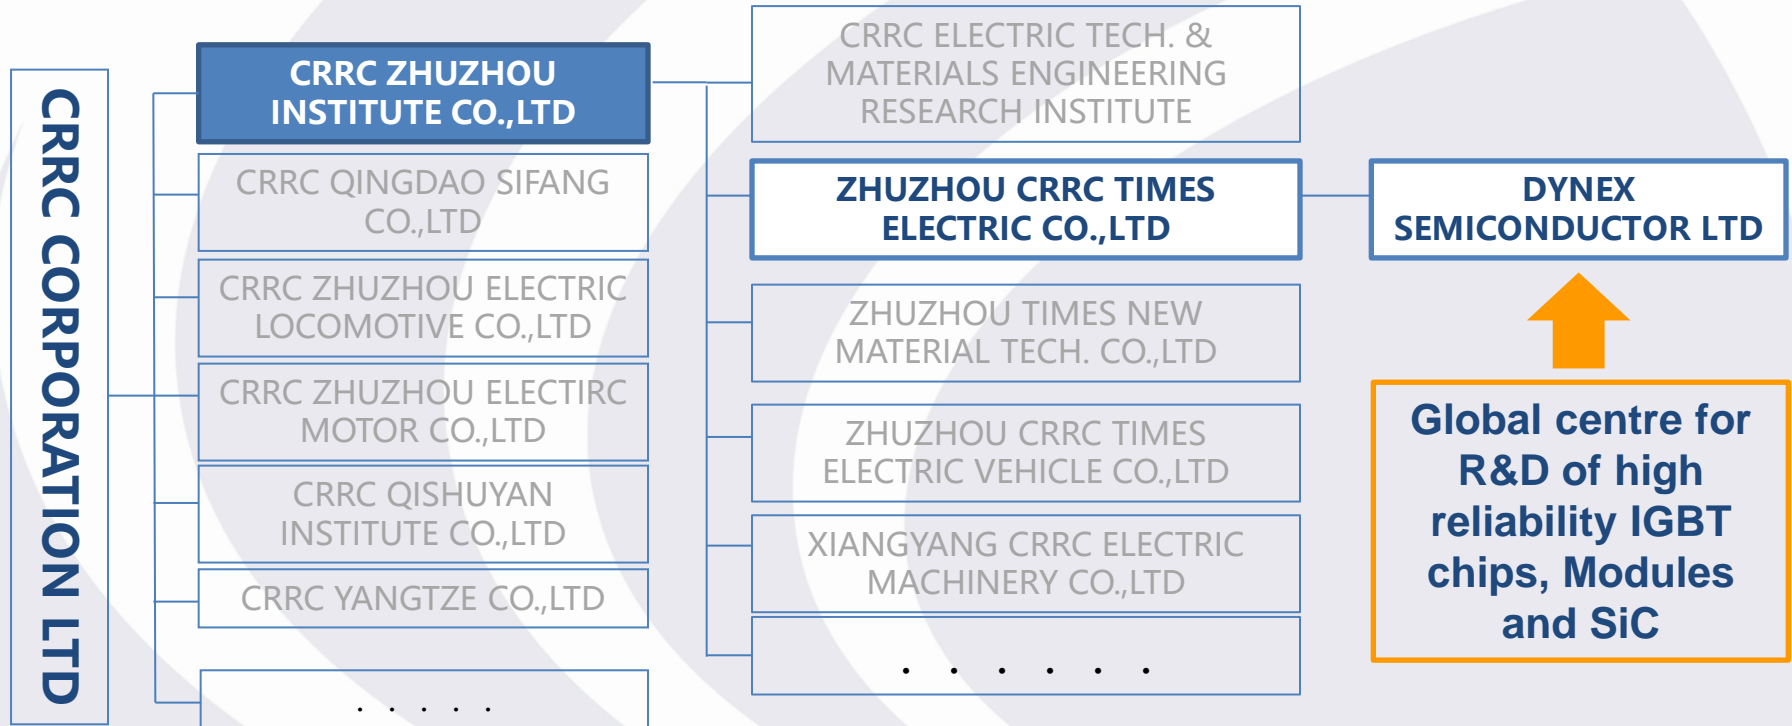 CRRC CORPORATION LTD
CRRC ZHUZHOU
INSTITUTE CO.,LTD
CRRC QINGDAO SIFANG
CO.,LTD
CRRC ZHUZHOU ELECTRIC
LOCOMOTIVE CO.,LTD
CRRC ZHUZHOU ELECTIRC
MOTOR CO.,LTD
CRRC QISHUYAN
INSTITUTE CO.,LTD
CRRC YANGTZE CO.,LTD
. . . . .
CRRC ELECTRIC TECH. &
MATERIALS ENGINEERING
RESEARCH INSTITUTE
ZHUZHOU CRRC TIMES
ELECTRIC CO.,LTD
ZHUZHOU TIMES NEW
MATERIAL TECH. CO.,LTD
ZHUZHOU CRRC TIMES
ELECTRIC VEHICLE CO.,LTD
XIANGYANG CRRC ELECTRIC
MACHINERY CO.,LTD
. . . . . .
DYNEX
SEMICONDUCTOR LTD
Global centre for
R&D of high
reliability IGBT
chips, Modules
and SiC